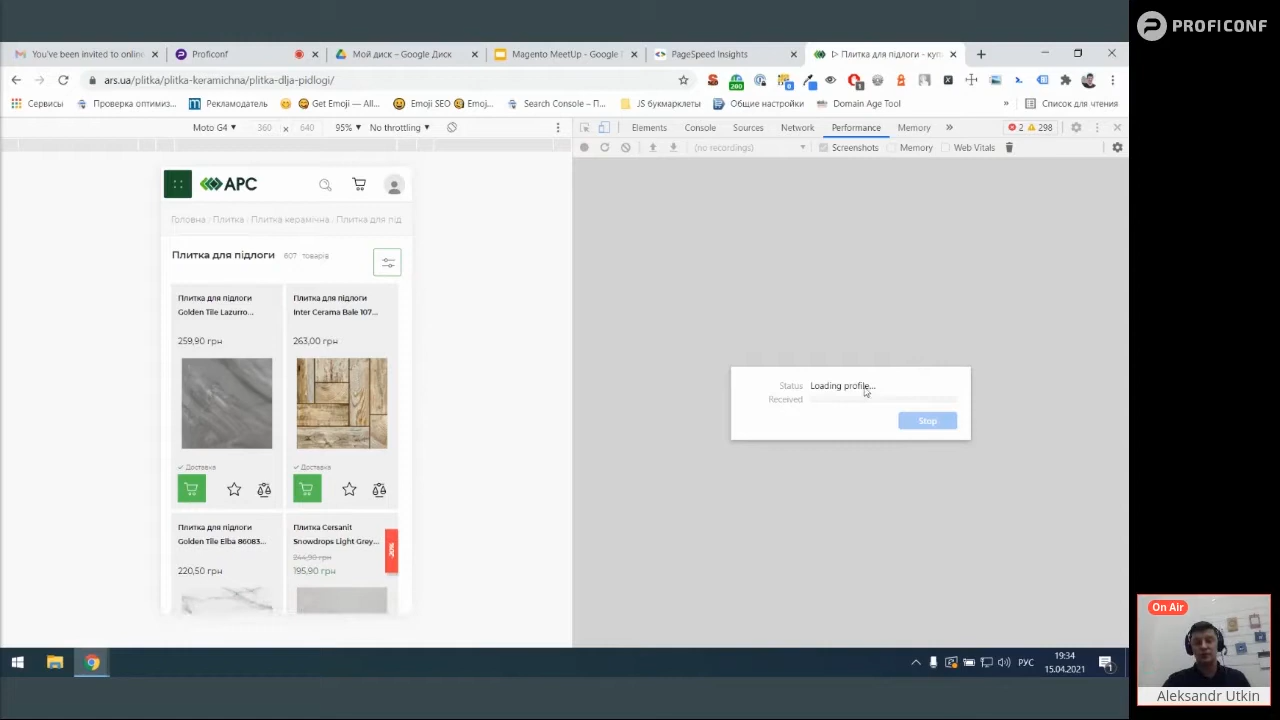 PROFICONF
You've been invited to onlin
Proficonf
Мой диск – Google Диск
Magento MeetUp - Google
PageSpeed Insights
Плитка для підлоги - куп
ars.ua/plitka/plitka-keramichna/plitka-dlja-pidlogi/
Сервисы
Проверка оптимиз...
Рекламодатель
Get Emoji — All...
Emoji SEO
Emoj...
Search Console – П...
JS букмарклеты
Общие настройки
Domain Age Tool
»
Список для чтения
Moto G4
360
×
640
95%
No throttling
Elements
Console
Sources
Network
Performance
Memory
»
2
298
(no recordings)
Screenshots
Memory
Web Vitals
АРС
Головна / Плитка / Плитка керамічна / Плитка для під
Плитка для підлоги
607 товарів
Плитка для підлоги
Golden Tile Lazurro...
259,90 грн
Доставка
Плитка для підлоги
Inter Cerama Bale 107...
263,00 грн
Доставка
Плитка для підлоги
Golden Tile Elba 86083...
220,50 грн
Плитка Cersanit
Snowdrops Light Grey...
244,90 грн
195,90 грн
Status
Loading profile...
Received
Stop
РУС
19:34
15.04.2021
1
On Air
Aleksandr Utkin